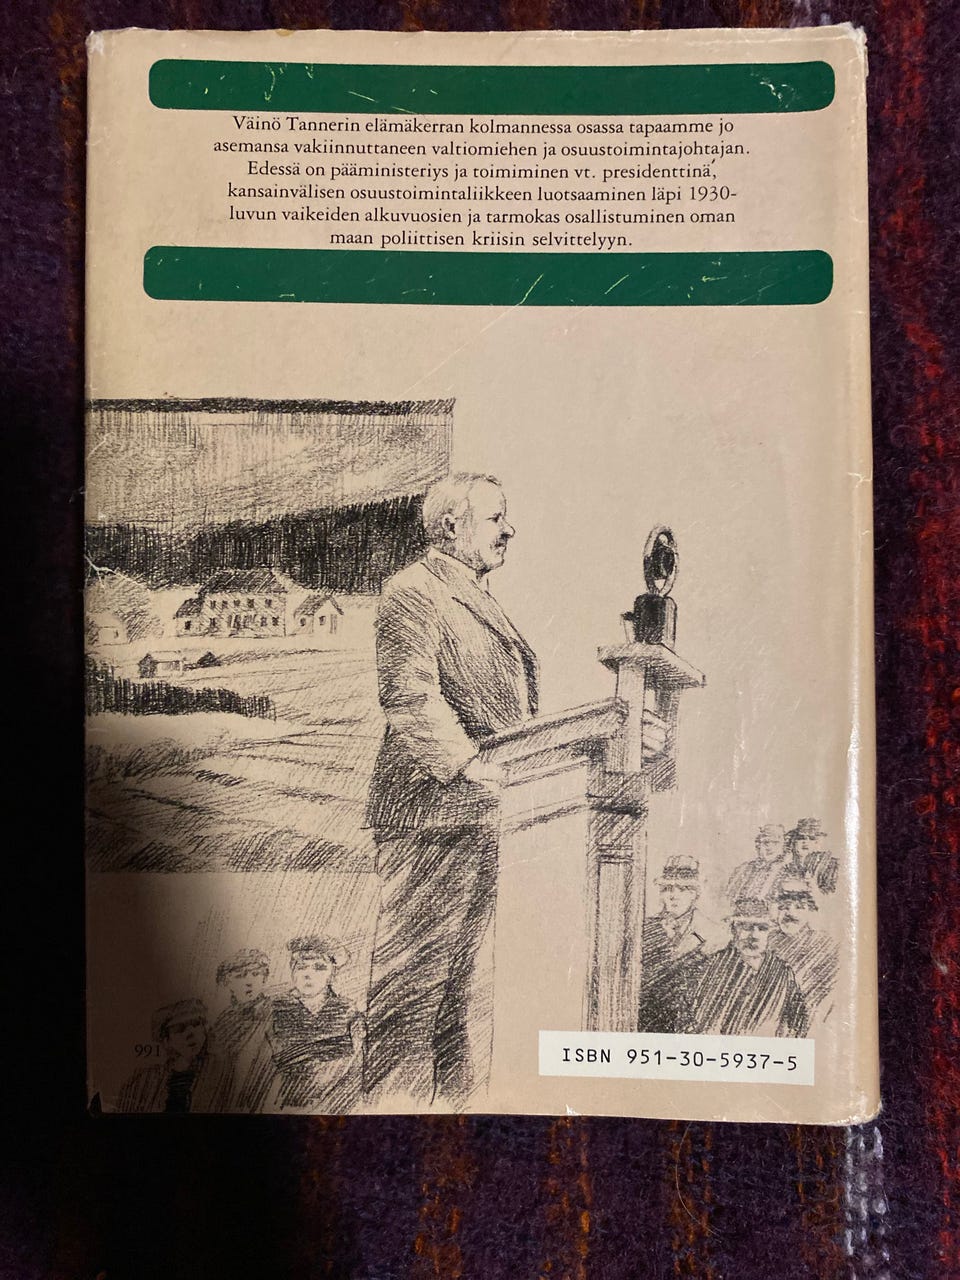 Väinö Tannerin elämäkerran kolmannessa osassa tapaamme jo
asemansa vakiinnuttaneen valtiomiehen ja osuustoimintajohtajan.
Edessä on pääministeriys ja toimiminen vt. presidenttinä,
kansainvälisen osuustoimintaliikkeen luotsaaminen läpi 1930-
luvun vaikeiden alkuvuosien ja tarmokas osallistuminen oman
maan poliittisen kriisin selvittelyyn.
991
ISBN 951-30-5937-5